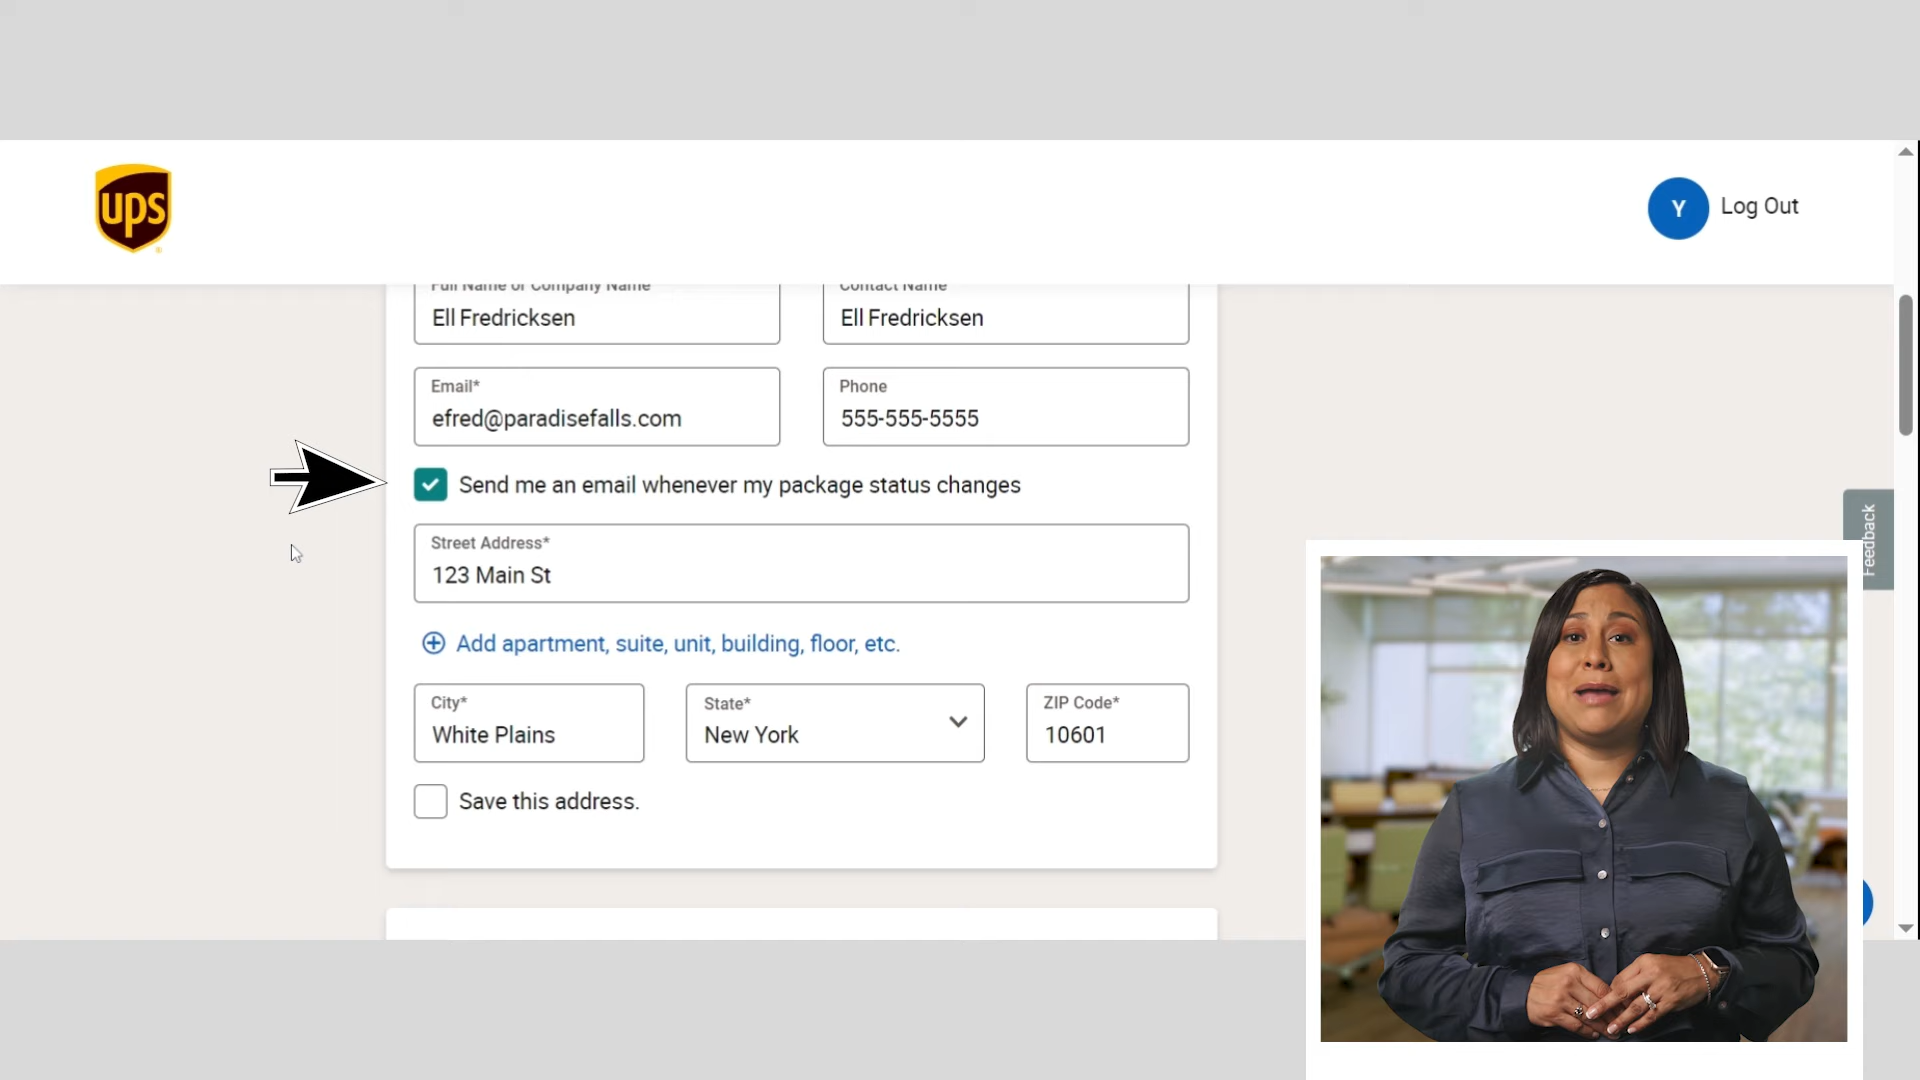 ups
Y
Log Out
Full Name or Company Name
Contact Name
Ell Fredricksen
Ell Fredricksen
Email*
Phone
efred@paradisefalls.com
555-555-5555
Send me an email whenever my package status changes
Feedback
Street Address*
123 Main St
Add apartment, suite, unit, building, floor, etc.
City*
State*
ZIP Code*
White Plains
New York
10601
Save this address.